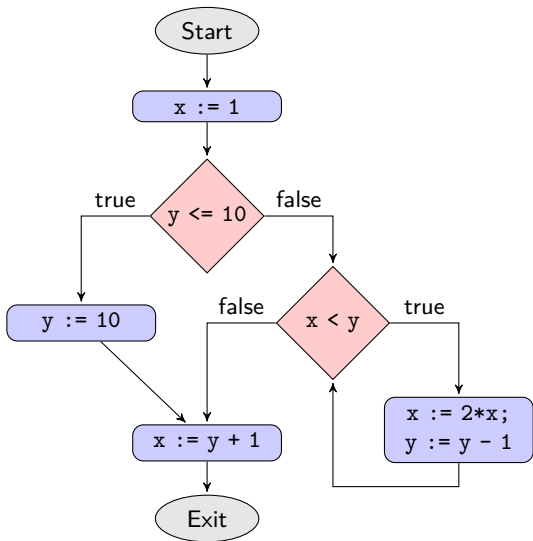 Start
x := 1
y <= 10
true
false
y := 10
false
x < y
true
x := 2*x;
y := y - 1
x := y + 1
Exit